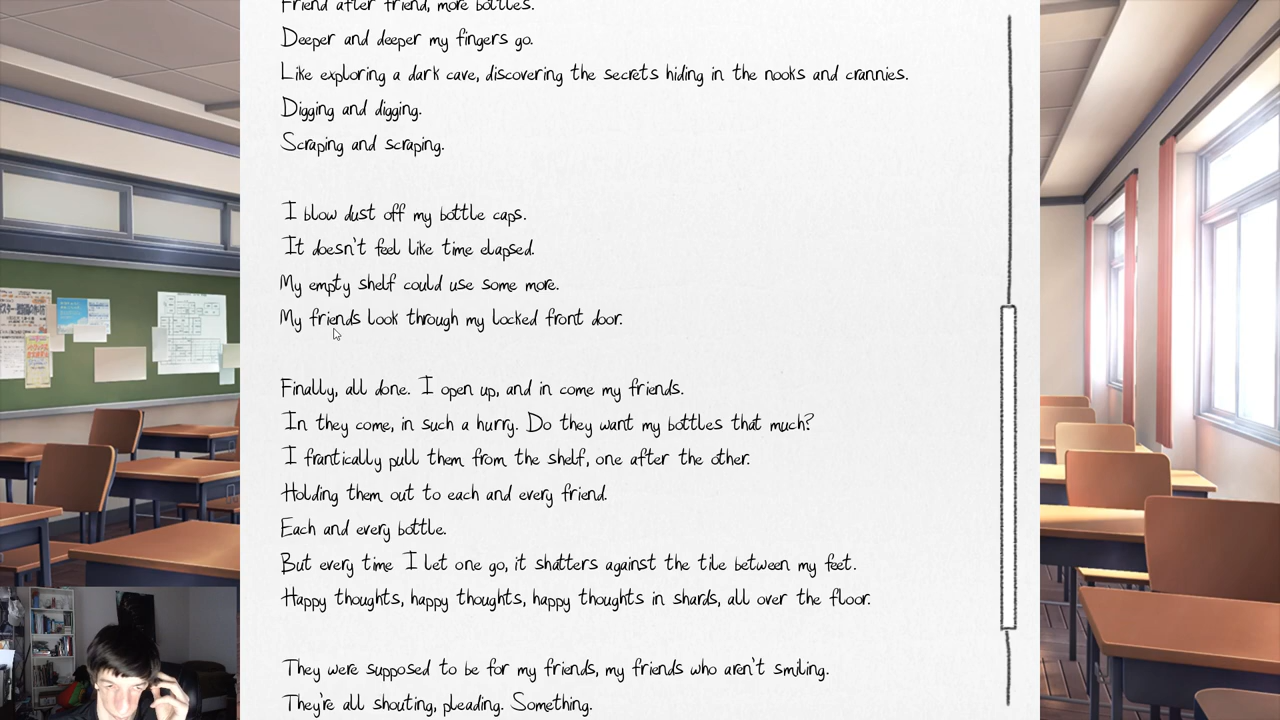 Friend after friend, more bottles.
Deeper and deeper my fingers go.
Like exploring a dark cave, discovering the secrets hiding in the nooks and crannies.
Digging and digging.
Scraping and scraping.
I blow dust off my bottle caps.
It doesn't feel like time elapsed.
My empty shelf could use some more.
My friends look through my locked front door.
Finally, all done. I open up, and in come my friends.
In they come, in such a hurry. Do they want my bottles that much?
I frantically pull them from the shelf, one after the other.
Holding them out to each and every friend.
Each and every bottle.
But every time I let one go, it shatters against the tile between my feet.
Happy thoughts, happy thoughts, happy thoughts in shards, all over the floor.
They were supposed to be for my friends, my friends who aren't smiling.
They're all shouting, pleading. Something.